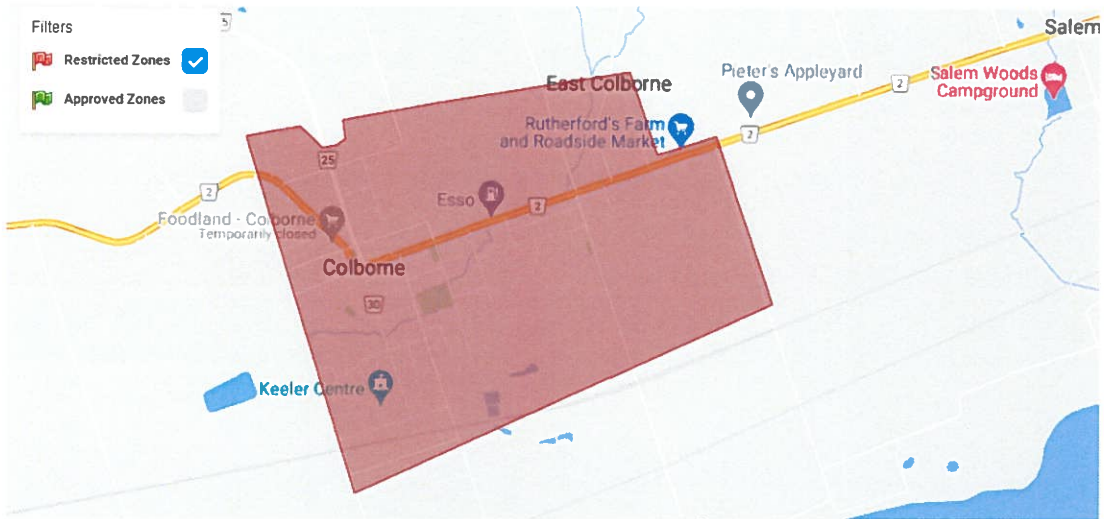 Filters
Restricted Zones
Approved Zones
5
Salem
East Colborne
Pieter's Appleyard
2
Salem Woods
Campground
Rutherford's Farm
and Roadside Market
2
25
2
Esso
2
Foodland - Colborne
Temporarily closed
Colborne
30
Keeler Centre